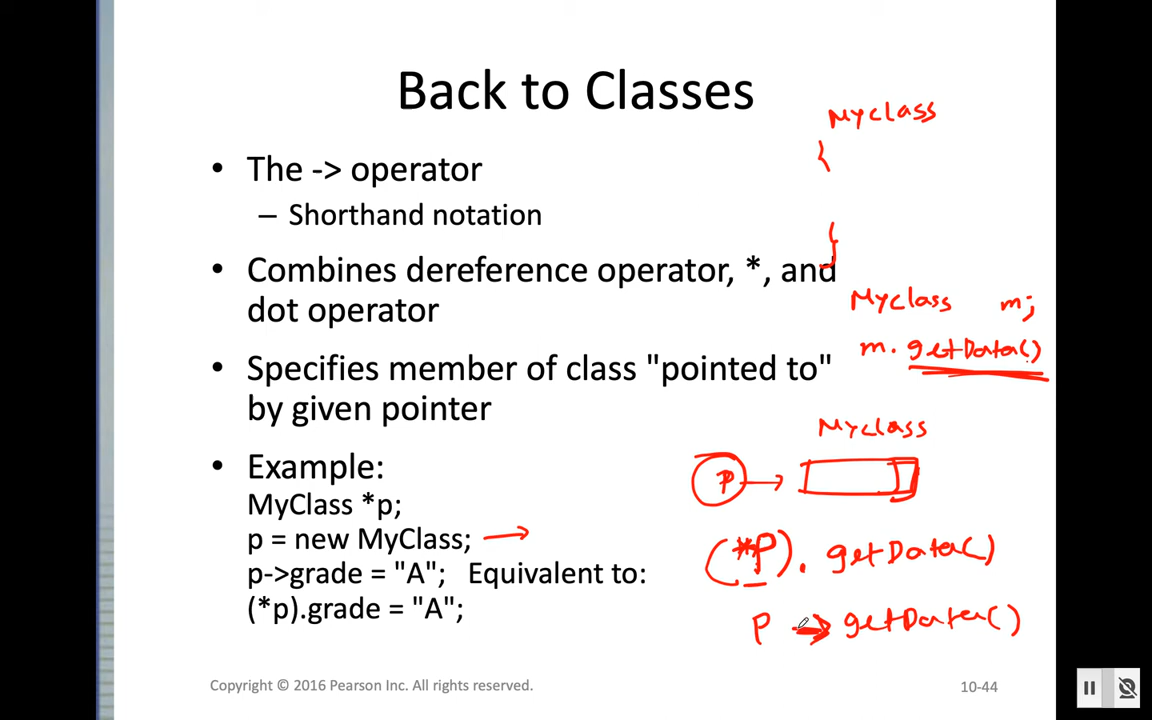 Back to Classes
• The -> operator
– Shorthand notation
• Combines dereference operator, *, and
dot operator
• Specifies member of class "pointed to"
by given pointer
• Example:
MyClass *p;
p = new MyClass;
p->grade = "A"; Equivalent to:
(*p).grade = "A";
Myclass
{
}
Myclass m;
m. getData()
Myclass
p
(*p). getData()
p -> getData()
Copyright © 2016 Pearson Inc. All rights reserved.
10-44